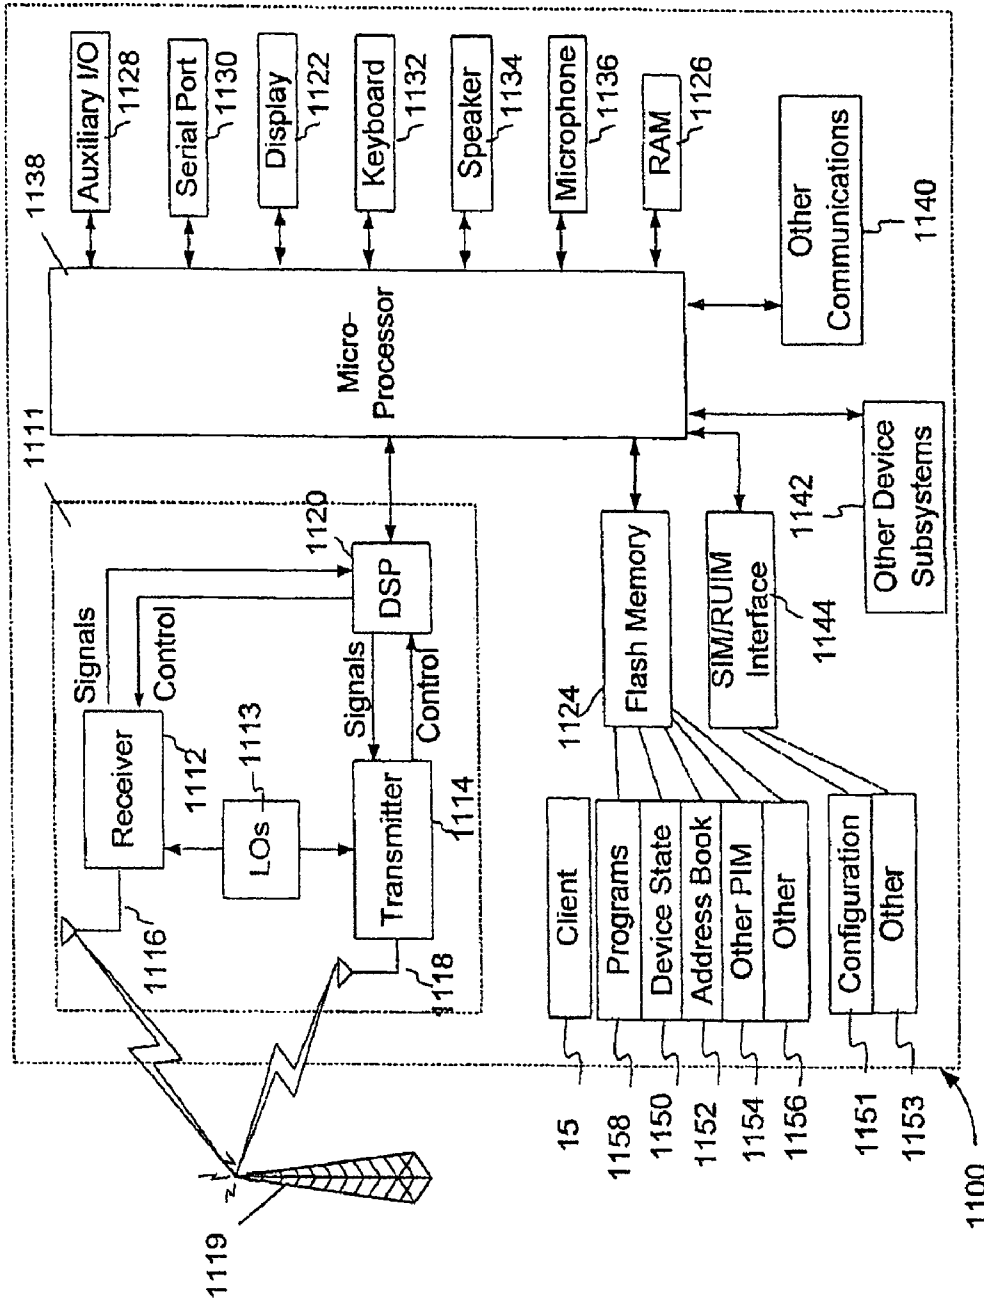 1119
1100
1111
1138
1116
1118
Receiver
1112
LOs
1113
Transmitter
1114
Signals
Control
Signals
Control
DSP
1120
Micro-
Processor
Auxiliary I/O
1128
Serial Port
1130
Display
1122
Keyboard
1132
Speaker
1134
Microphone
1136
RAM
1126
Other
Communications
1140
Other Device
Subsystems
1142
SIM/RUIM
Interface
1144
Flash Memory
1124
Client
15
Programs
1158
Device State
1150
Address Book
1152
Other PIM
1154
Other
1156
Configuration
1151
Other
1153